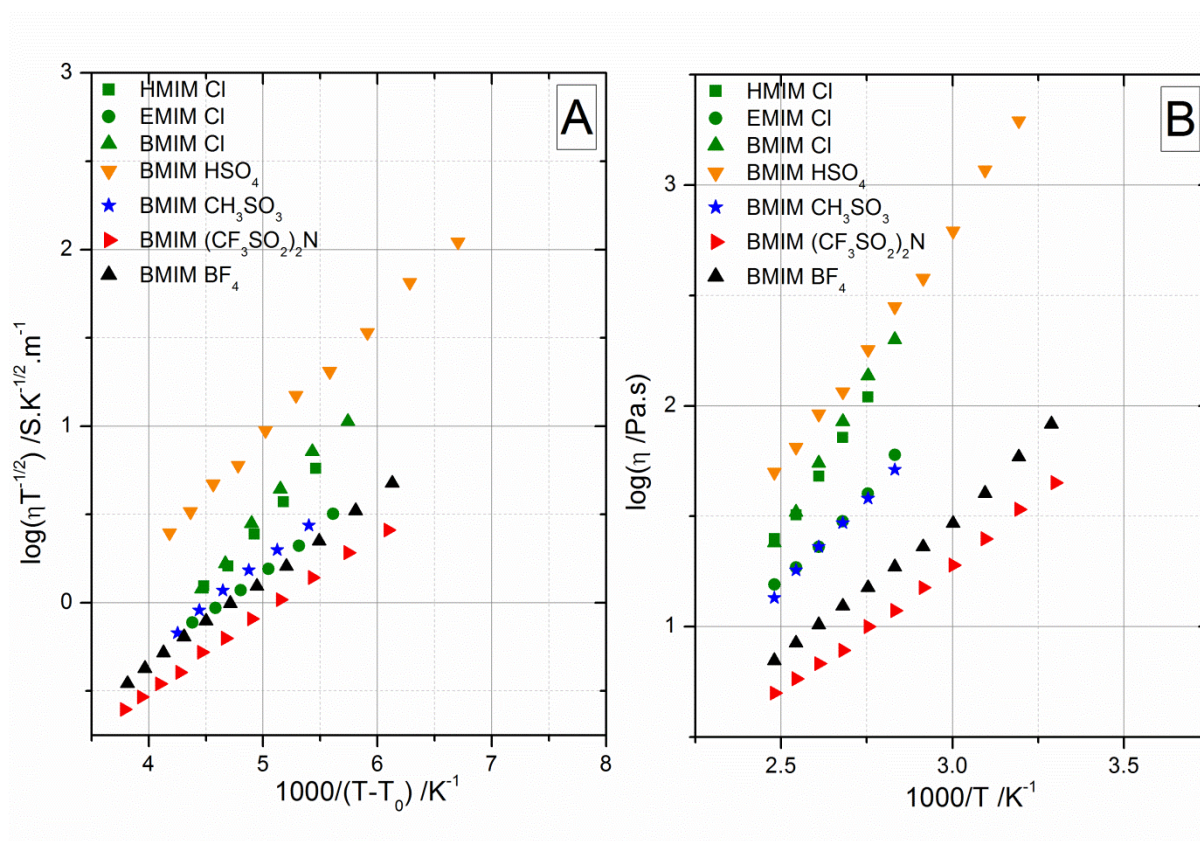 A
HMIM Cl
EMIM Cl
BMIM Cl
BMIM HSO₄
BMIM CH₃SO₃
BMIM (CF₃SO₂)₂N
BMIM BF₄
3
2
1
0
log(ηT⁻¹/²) /S.K⁻¹/².m⁻¹
4 5 6 7 8
1000/(T-T₀) /K⁻¹
B
HMIM Cl
EMIM Cl
BMIM Cl
BMIM HSO₄
BMIM CH₃SO₃
BMIM (CF₃SO₂)₂N
BMIM BF₄
3
2
1
log(η /Pa.s)
2.5 3.0 3.5
1000/T /K⁻¹